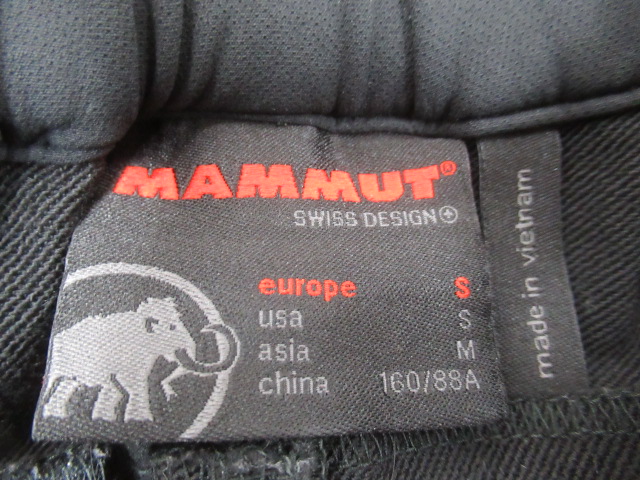 MAMMUT®
SWISS DESIGN
europe S
usa S
asia M
china 160/88A
made in vietnam